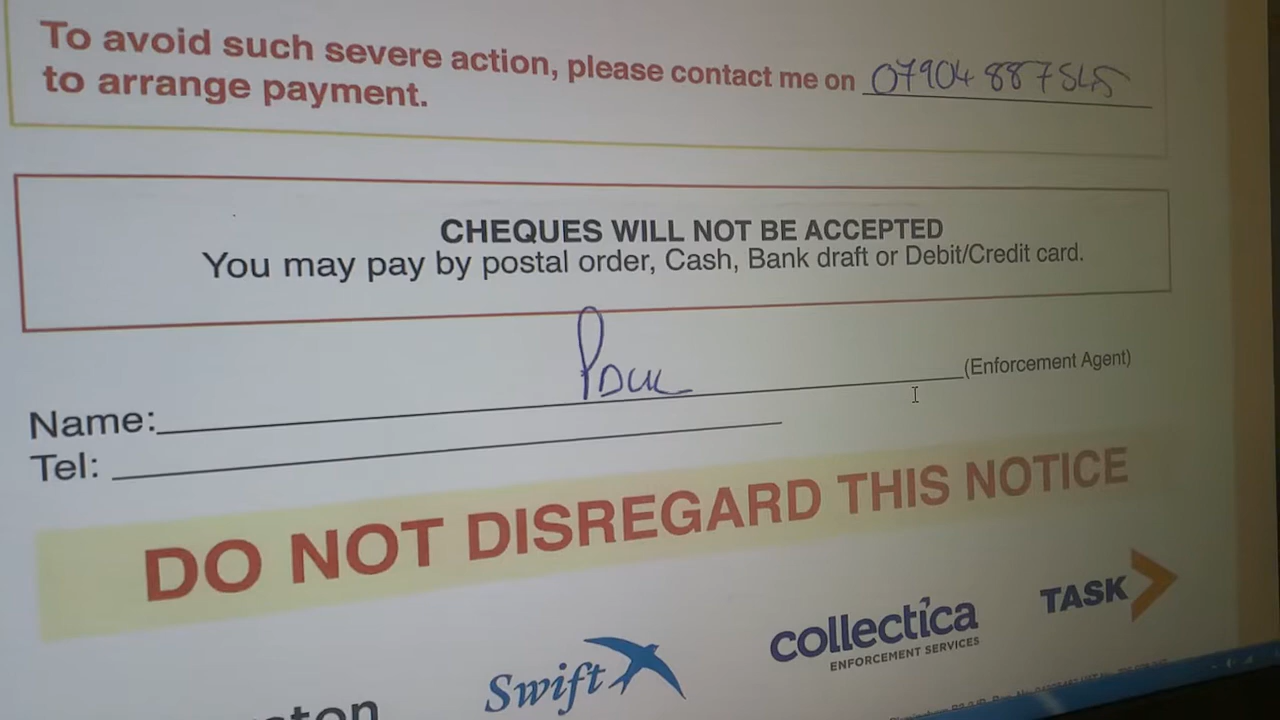 To avoid such severe action, please contact me on 07904 887545
to arrange payment.
CHEQUES WILL NOT BE ACCEPTED
You may pay by postal order, Cash, Bank draft or Debit/Credit card.
Name: Paul (Enforcement Agent)
Tel:
DO NOT DISREGARD THIS NOTICE
Swift
collectica
ENFORCEMENT SERVICES
TASK